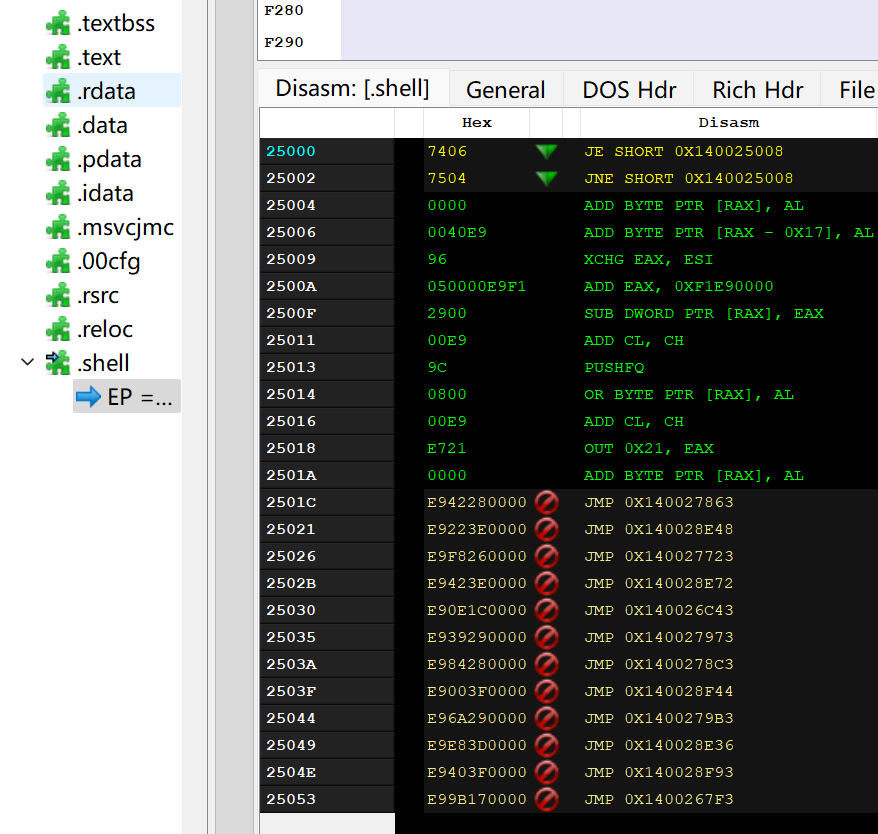 .textbss
.text
.rdata
.data
.pdata
.idata
.msvcjmc
.00cfg
.rsrc
.reloc
.shell
EP =...
F280
F290
Disasm: [.shell] General DOS Hdr Rich Hdr File
Hex Disasm
25000 7406 JE SHORT 0X140025008
25002 7504 JNE SHORT 0X140025008
25004 0000 ADD BYTE PTR [RAX], AL
25006 0040E9 ADD BYTE PTR [RAX - 0X17], AL
25009 96 XCHG EAX, ESI
2500A 050000E9F1 ADD EAX, 0XF1E90000
2500F 2900 SUB DWORD PTR [RAX], EAX
25011 00E9 ADD CL, CH
25013 9C PUSHFQ
25014 0800 OR BYTE PTR [RAX], AL
25016 00E9 ADD CL, CH
25018 E721 OUT 0X21, EAX
2501A 0000 ADD BYTE PTR [RAX], AL
2501C E942280000 JMP 0X140027863
25021 E9223E0000 JMP 0X140028E48
25026 E9F8260000 JMP 0X140027723
2502B E9423E0000 JMP 0X140028E72
25030 E90E1C0000 JMP 0X140026C43
25035 E939290000 JMP 0X140027973
2503A E984280000 JMP 0X1400278C3
2503F E9003F0000 JMP 0X140028F44
25044 E96A290000 JMP 0X1400279B3
25049 E9E83D0000 JMP 0X140028E36
2504E E9403F0000 JMP 0X140028F93
25053 E99B170000 JMP 0X1400267F3